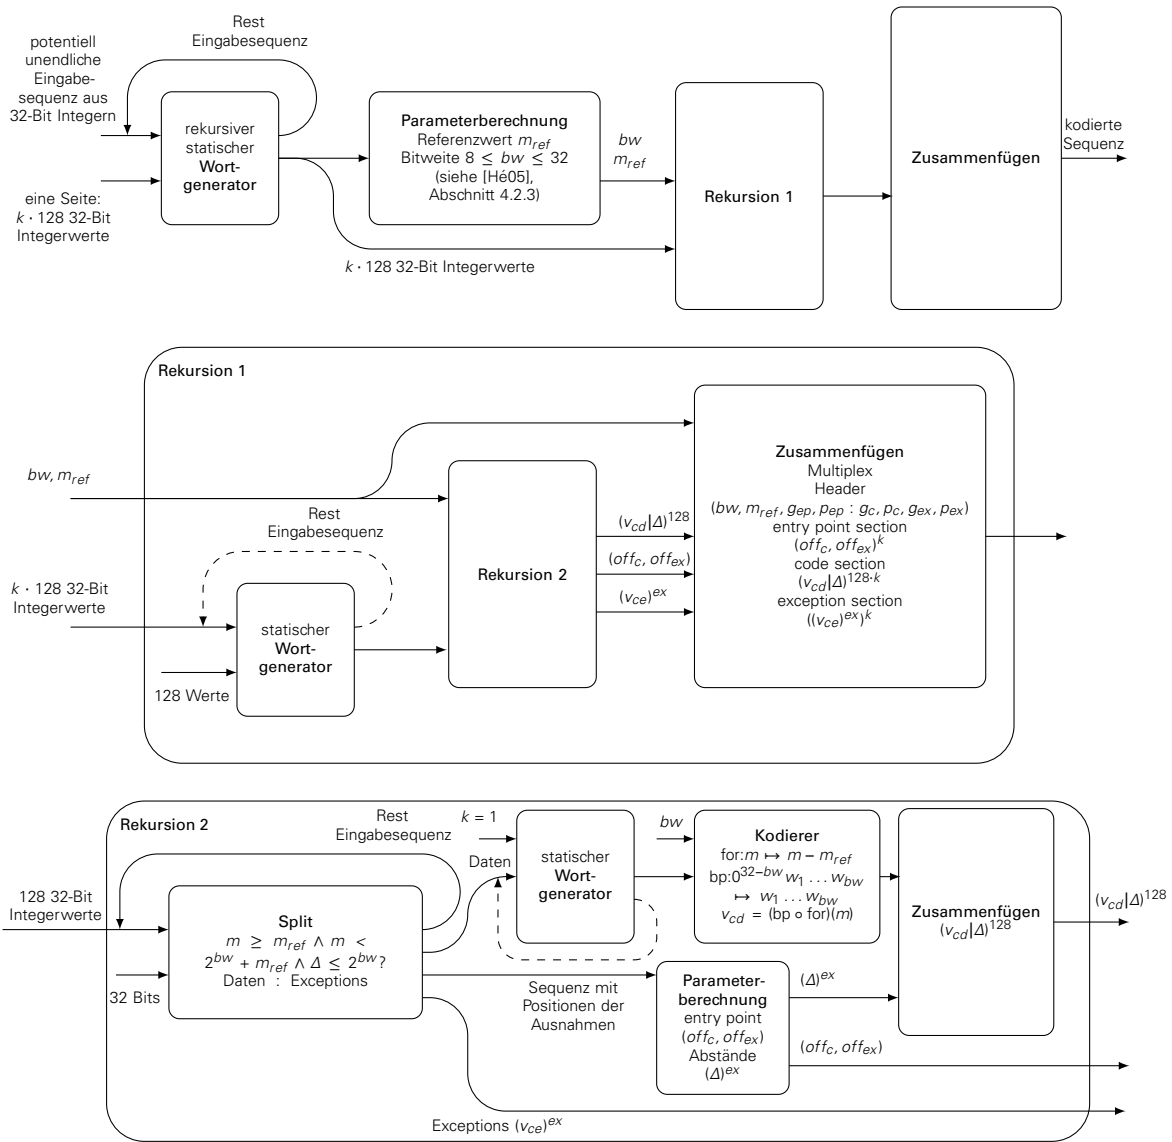 Rest
Eingabesequenz
potentiell
unendliche
Eingabe-
sequenz aus
32-Bit Integern
rekursiver
statischer
Wort-
generator
eine Seite:
k · 128 32-Bit
Integerwerte
Parameterberechnung
Referenzwert m_ref
Bitweite 8 ≤ bw ≤ 32
(siehe [Hé05],
Abschnitt 4.2.3)
bw
m_ref
k · 128 32-Bit Integerwerte
Rekursion 1
Zusammenfügen
kodierte
Sequenz
Rekursion 1
bw, m_ref
Rest
Eingabesequenz
k · 128 32-Bit
Integerwerte
statischer
Wort-
generator
128 Werte
Rekursion 2
(v_cd|Δ)^128
(off_c, off_ex)
(v_ce)^ex
Zusammenfügen
Multiplex
Header
(bw, m_ref, g_ep, p_ep : g_c, p_c, g_ex, p_ex)
entry point section
(off_c, off_ex)^k
code section
(v_cd|Δ)^128·k
exception section
((v_ce)^ex)^k
Rekursion 2
Rest
Eingabesequenz
128 32-Bit
Integerwerte
32 Bits
Split
m ≥ m_ref ∧ m <
2^bw + m_ref ∧ Δ ≤ 2^bw?
Daten : Exceptions
k = 1
Daten
statischer
Wort-
generator
bw
Kodierer
for:m ↦ m − m_ref
bp:0^32−bw w_1 … w_bw
↦ w_1 … w_bw
v_cd = (bp ∘ for)(m)
Sequenz mit
Positionen der
Ausnahmen
Parameter-
berechnung
entry point
(off_c, off_ex)
Abstände
(Δ)^ex
(Δ)^ex
(off_c, off_ex)
Zusammenfügen
(v_cd|Δ)^128
(v_cd|Δ)^128
Exceptions (v_ce)^ex